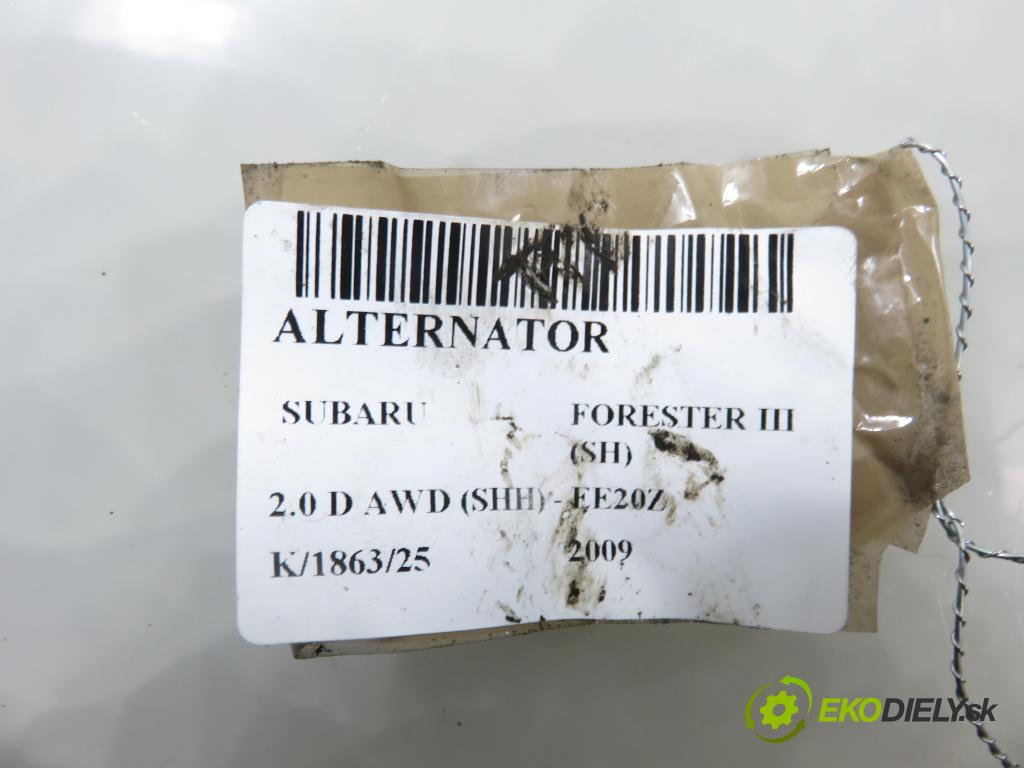 ALTERNATOR
SUBARU FORESTER III
(SH)
2.0 D AWD (SHH) - EE20Z
K/1863/25 2009
EKODIELY.sk